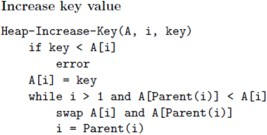 Increase key value
Heap-Increase-Key(A, i, key)
if key < A[i]
error
A[i] = key
while i > 1 and A[Parent(i)] < A[i]
swap A[i] and A[Parent(i)]
i = Parent(i)